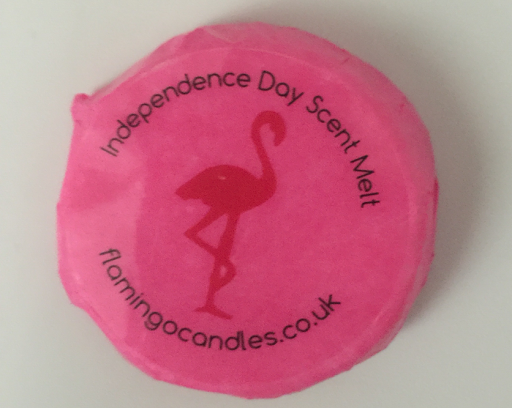 Independence Day Scent Melt
flamingocandles.co.uk